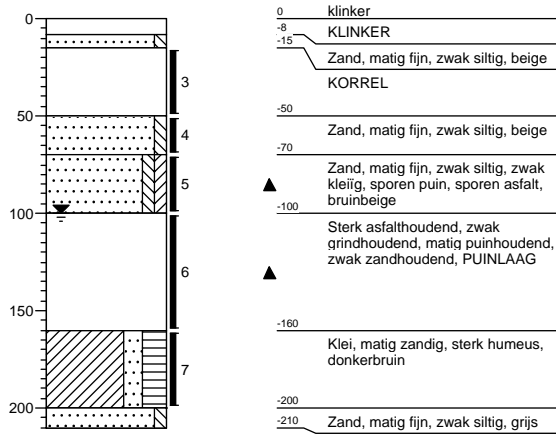 0
50
100
150
200
3
4
5
6
7
0 klinker
-8 KLINKER
-15
Zand, matig fijn, zwak siltig, beige
KORREL
-50
Zand, matig fijn, zwak siltig, beige
-70
Zand, matig fijn, zwak siltig, zwak
kleiïg, sporen puin, sporen asfalt,
bruinbeige
-100
Sterk asfalthoudend, zwak
grindhoudend, matig puinhoudend,
zwak zandhoudend, PUINLAAG
-160
Klei, matig zandig, sterk humeus,
donkerbruin
-200
-210 Zand, matig fijn, zwak siltig, grijs